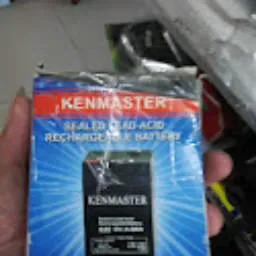 KENMASTER
SEALED LEAD-ACID
RECHARGEABLE BATTERY
KENMASTER